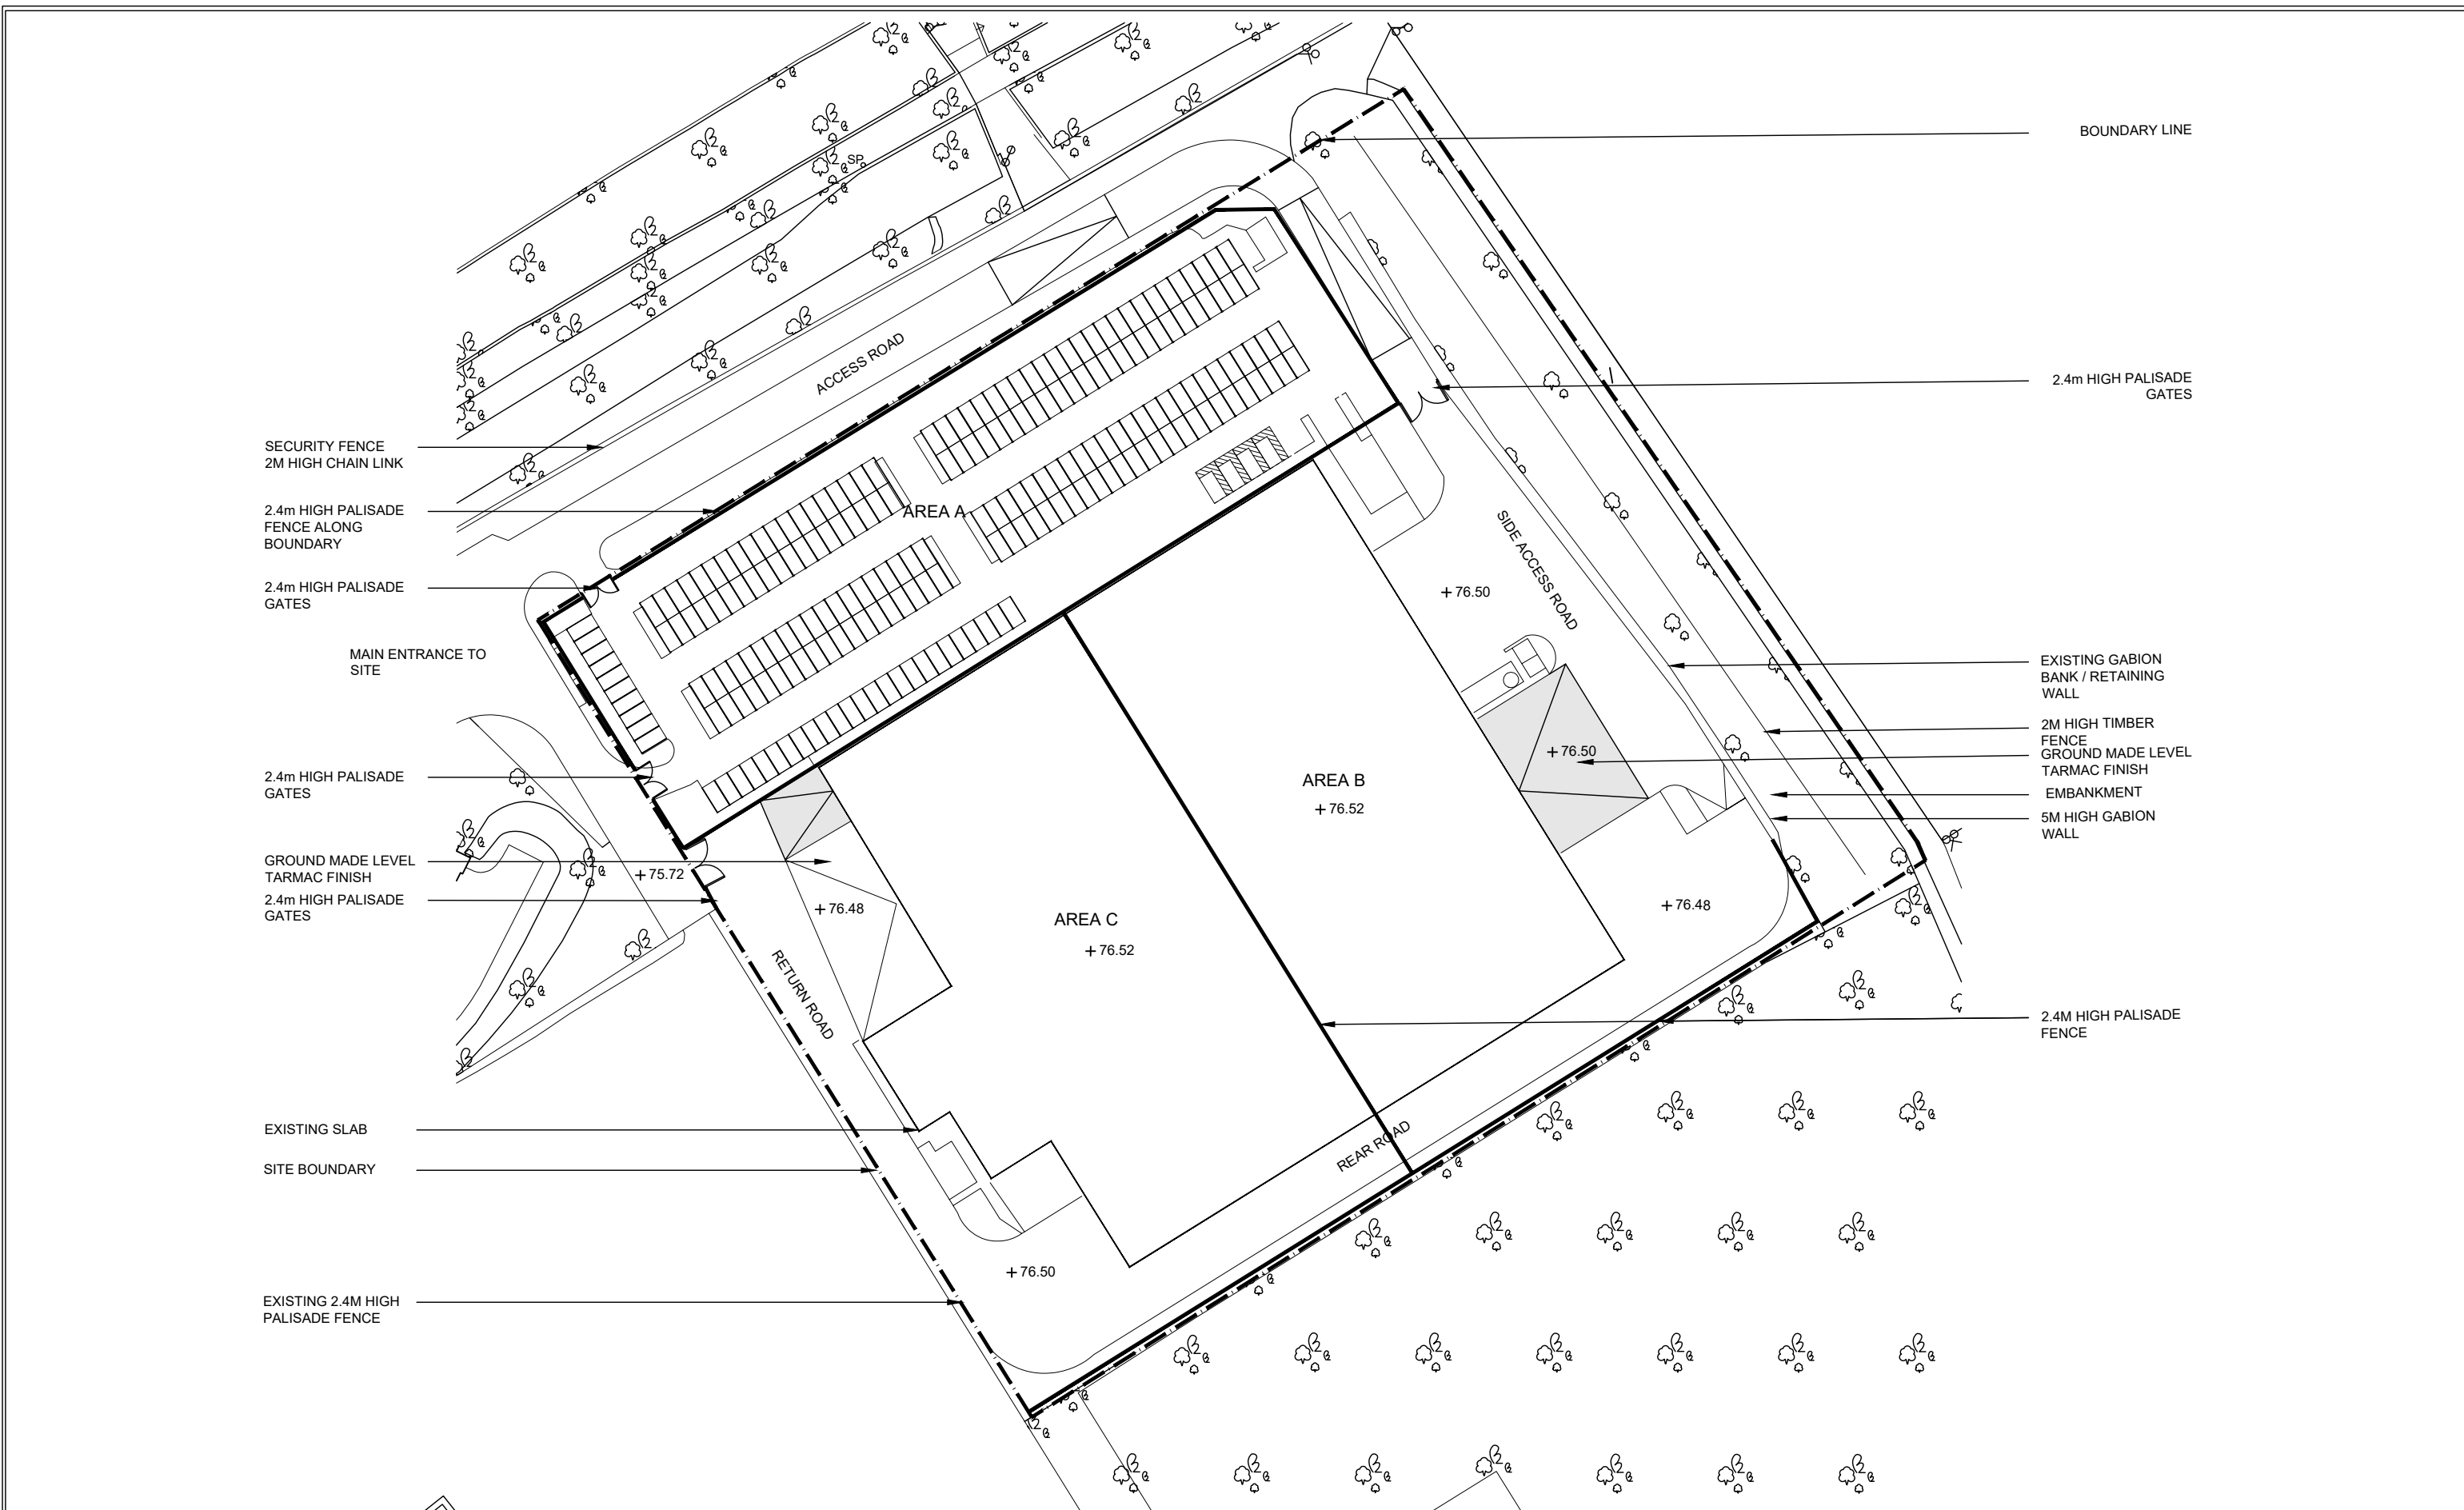 BOUNDARY LINE
SP
ACCESS ROAD
2.4m HIGH PALISADE
GATES
SECURITY FENCE
2M HIGH CHAIN LINK
2.4m HIGH PALISADE
FENCE ALONG
BOUNDARY
AREA A
SIDE ACCESS ROAD
2.4m HIGH PALISADE
GATES
+76.50
MAIN ENTRANCE TO
SITE
EXISTING GABION
BANK / RETAINING
WALL
2M HIGH TIMBER
FENCE
+76.50
GROUND MADE LEVEL
TARMAC FINISH
2.4m HIGH PALISADE
GATES
AREA B
+76.52
EMBANKMENT
5M HIGH GABION
WALL
GROUND MADE LEVEL
TARMAC FINISH
+75.72
2.4m HIGH PALISADE
GATES
+76.48
+76.48
AREA C
+76.52
RETURN ROAD
2.4M HIGH PALISADE
FENCE
EXISTING SLAB
REAR ROAD
SITE BOUNDARY
+76.50
EXISTING 2.4M HIGH
PALISADE FENCE